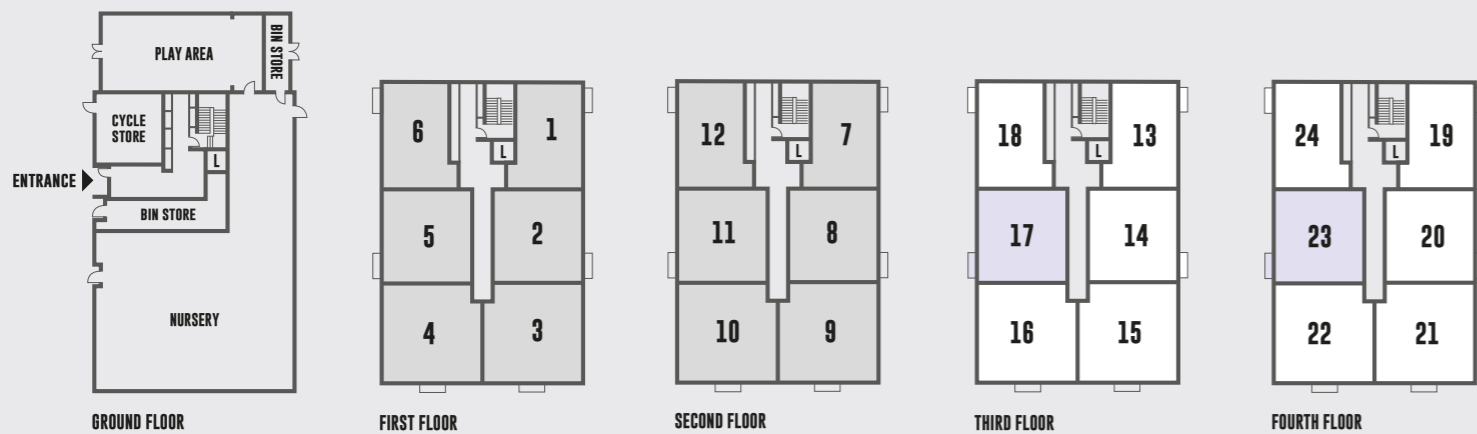 PLAY AREA
BIN STORE
CYCLE
STORE
L
ENTRANCE
BIN STORE
NURSERY
GROUND FLOOR
6
1
L
5
2
4
3
FIRST FLOOR
12
7
L
11
8
10
9
SECOND FLOOR
18
13
L
17
14
16
15
THIRD FLOOR
24
19
L
23
20
22
21
FOURTH FLOOR